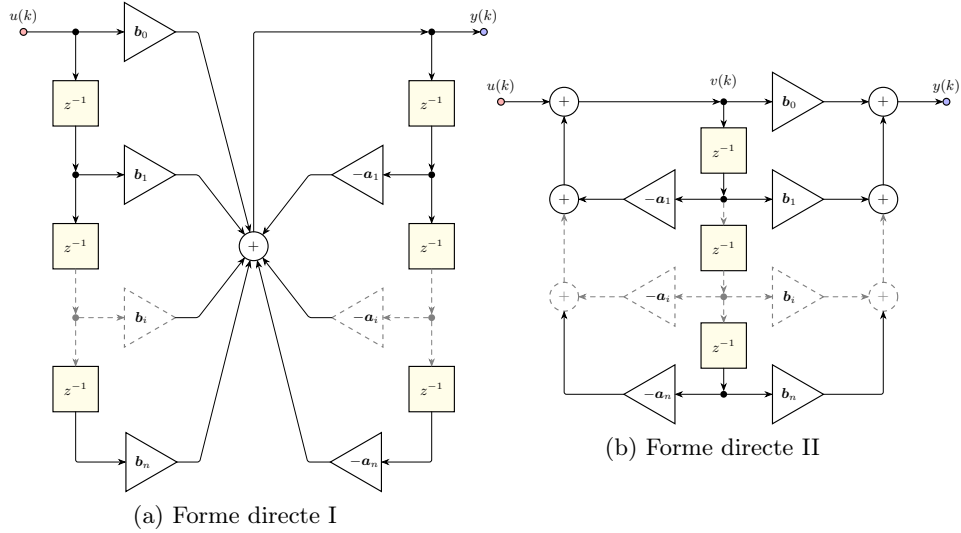 u(k)
b₀
y(k)
z⁻¹
z⁻¹
b₁
−a₁
z⁻¹
z⁻¹
+
bᵢ
−aᵢ
z⁻¹
z⁻¹
bₙ
−aₙ
(a) Forme directe I
u(k)
+
v(k)
b₀
+
y(k)
z⁻¹
+
−a₁
b₁
+
z⁻¹
+
−aᵢ
bᵢ
+
z⁻¹
−aₙ
bₙ
(b) Forme directe II